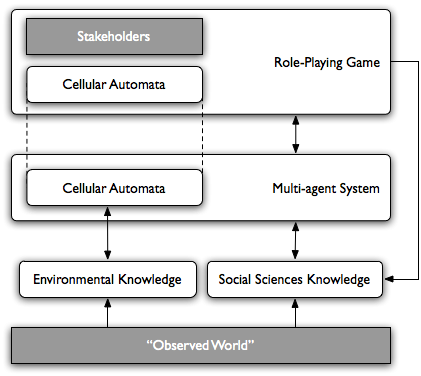 Stakeholders
Role-Playing Game
Cellular Automata
Cellular Automata
Multi-agent System
Environmental Knowledge
Social Sciences Knowledge
“Observed World”